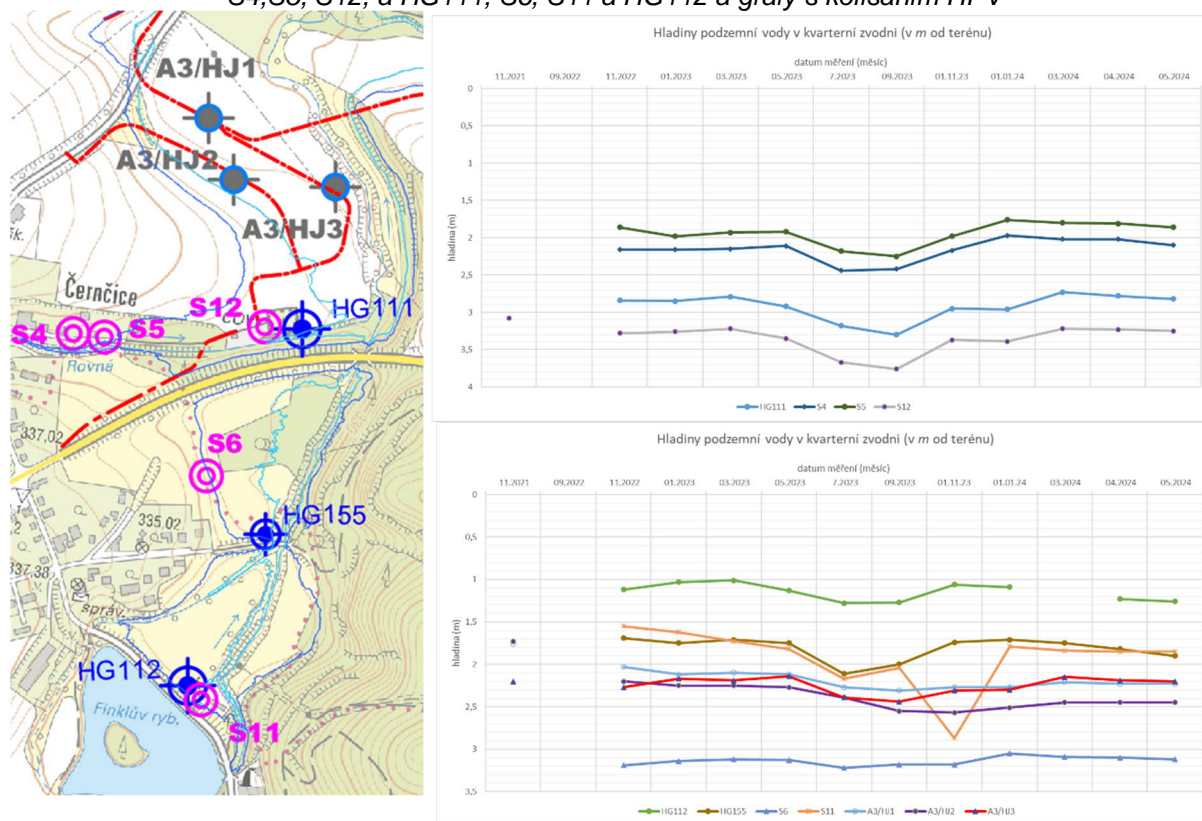 S4,S5, S12, a HG111, S6, S11 a HG112 a grafy s kolísáním HPV
A3/HJ1
A3/HJ2
A3/HJ3
Černčice
S12
HG111
S4
S5
Rovná
337,02
S6
HG155
335,02
337,38
správ.
HG112
Finklův ryb.
S11
Hladiny podzemní vody v kvarterní zvodni (v m od terénu)
datum měření (měsíc)
11.2021 09.2022 11.2022 01.2023 03.2023 05.2023 7.2023 09.2023 01.11.23 01.01.24 03.2024 04.2024 05.2024
0
0,5
1
1,5
2
2,5
3
3,5
4
hladina (m)
HG111 S4 S5 S12
Hladiny podzemní vody v kvarterní zvodni (v m od terénu)
datum měření (měsíc)
11.2021 09.2022 11.2022 01.2023 03.2023 05.2023 7.2023 09.2023 01.11.23 01.01.24 03.2024 04.2024 05.2024
0
0,5
1
1,5
2
2,5
3
3,5
hladina (m)
HG112 HG155 S6 S11 A3/HJ1 A3/HJ2 A3/HJ3